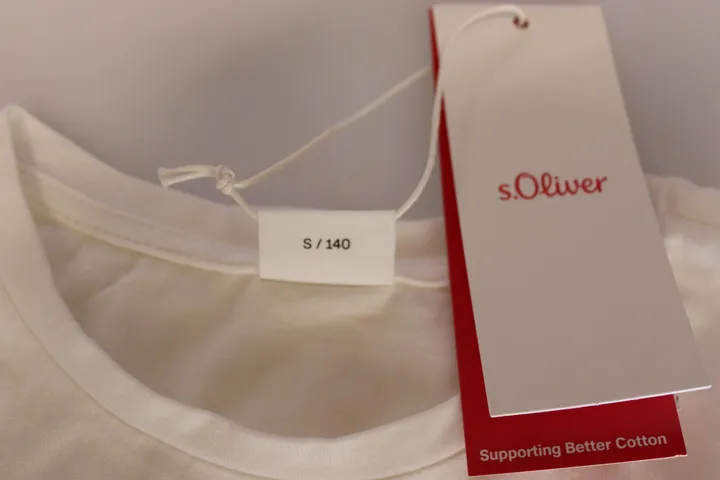 s.Oliver
S / 140
Supporting Better Cotton